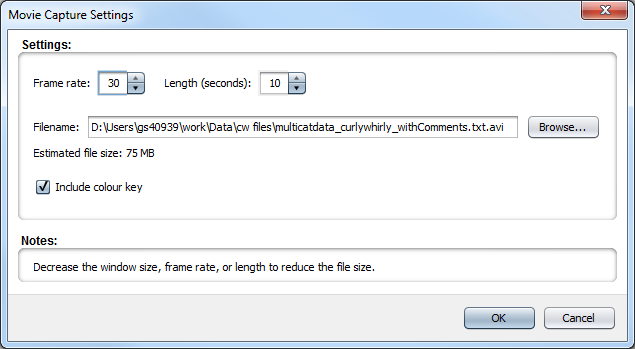 Movie Capture Settings
Settings:
Frame rate: 30 Length (seconds): 10
Filename: D:\Users\gs40939\work\Data\cw files\multicatdata_curlywhirly_withComments.txt.avi Browse...
Estimated file size: 75 MB
Include colour key
Notes:
Decrease the window size, frame rate, or length to reduce the file size.
OK Cancel